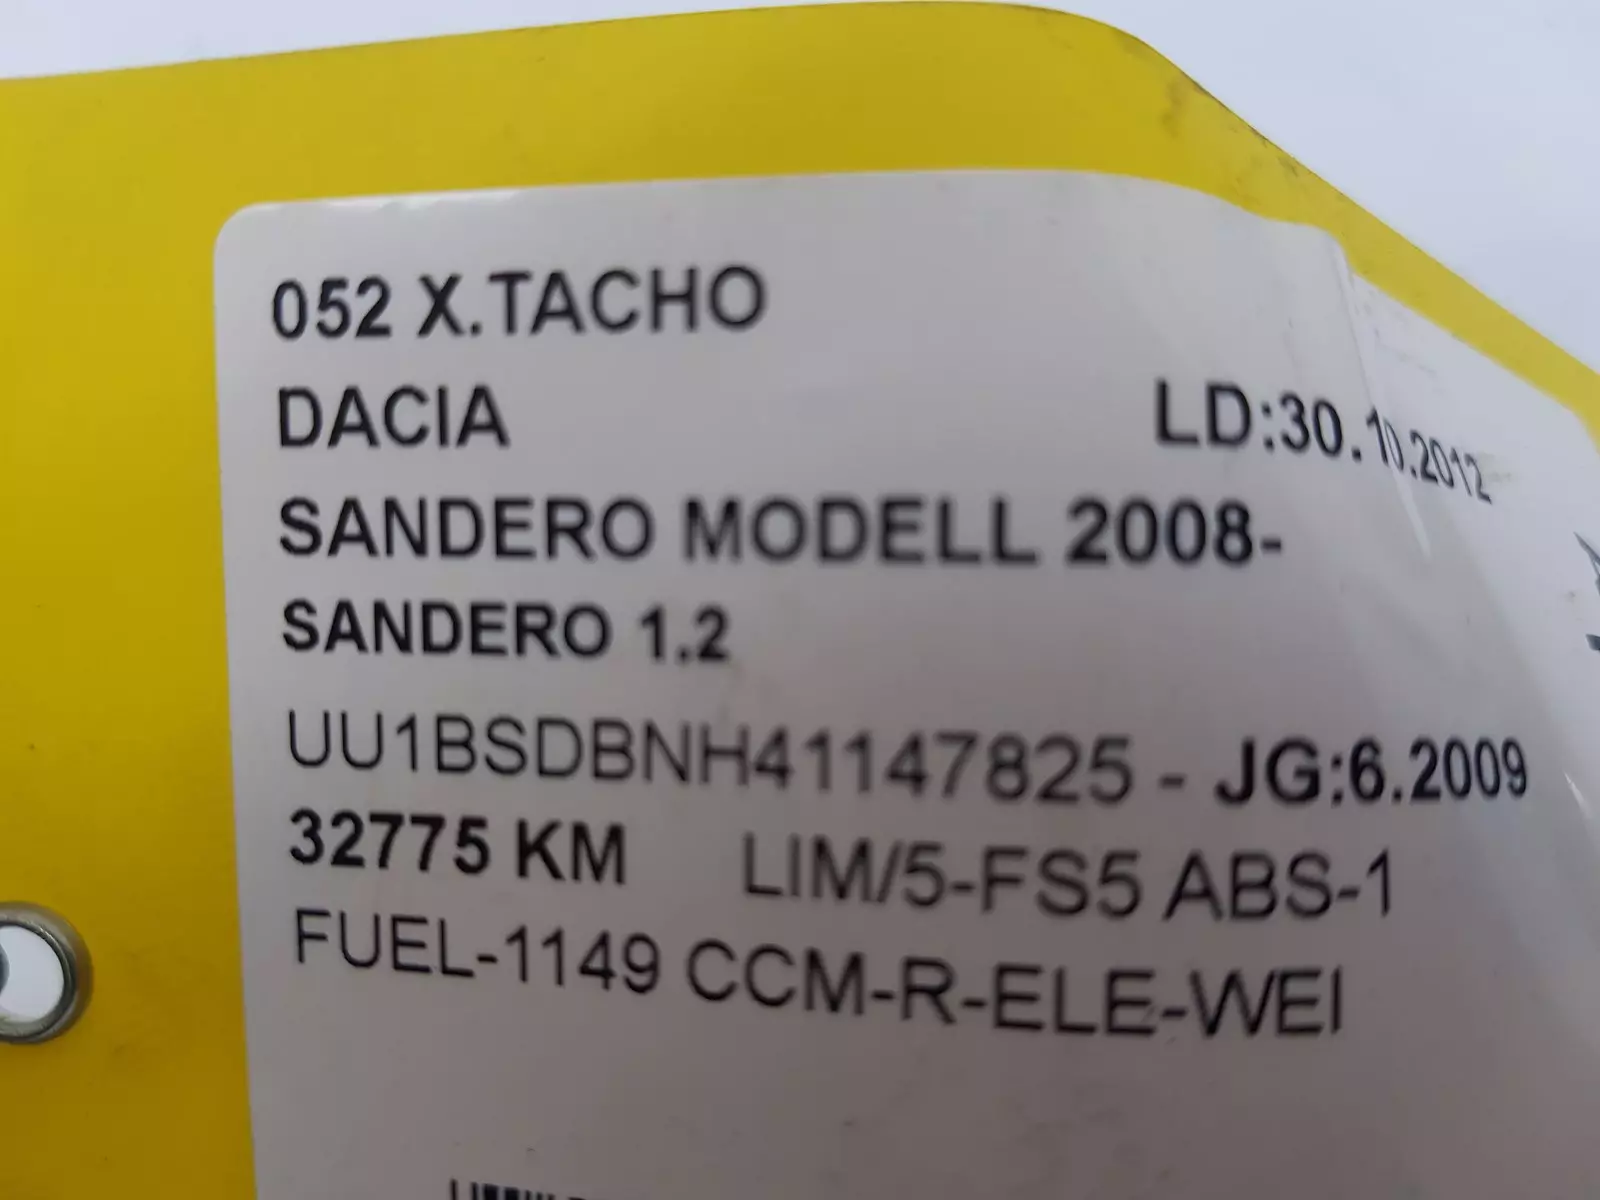 052 X.TACHO
DACIA LD:30.10.2012
SANDERO MODELL 2008-
SANDERO 1.2
UU1BSDBNH41147825 - JG:6.2009
32775 KM LIM/5-FS5 ABS-1
FUEL-1149 CCM-R-ELE-WEI